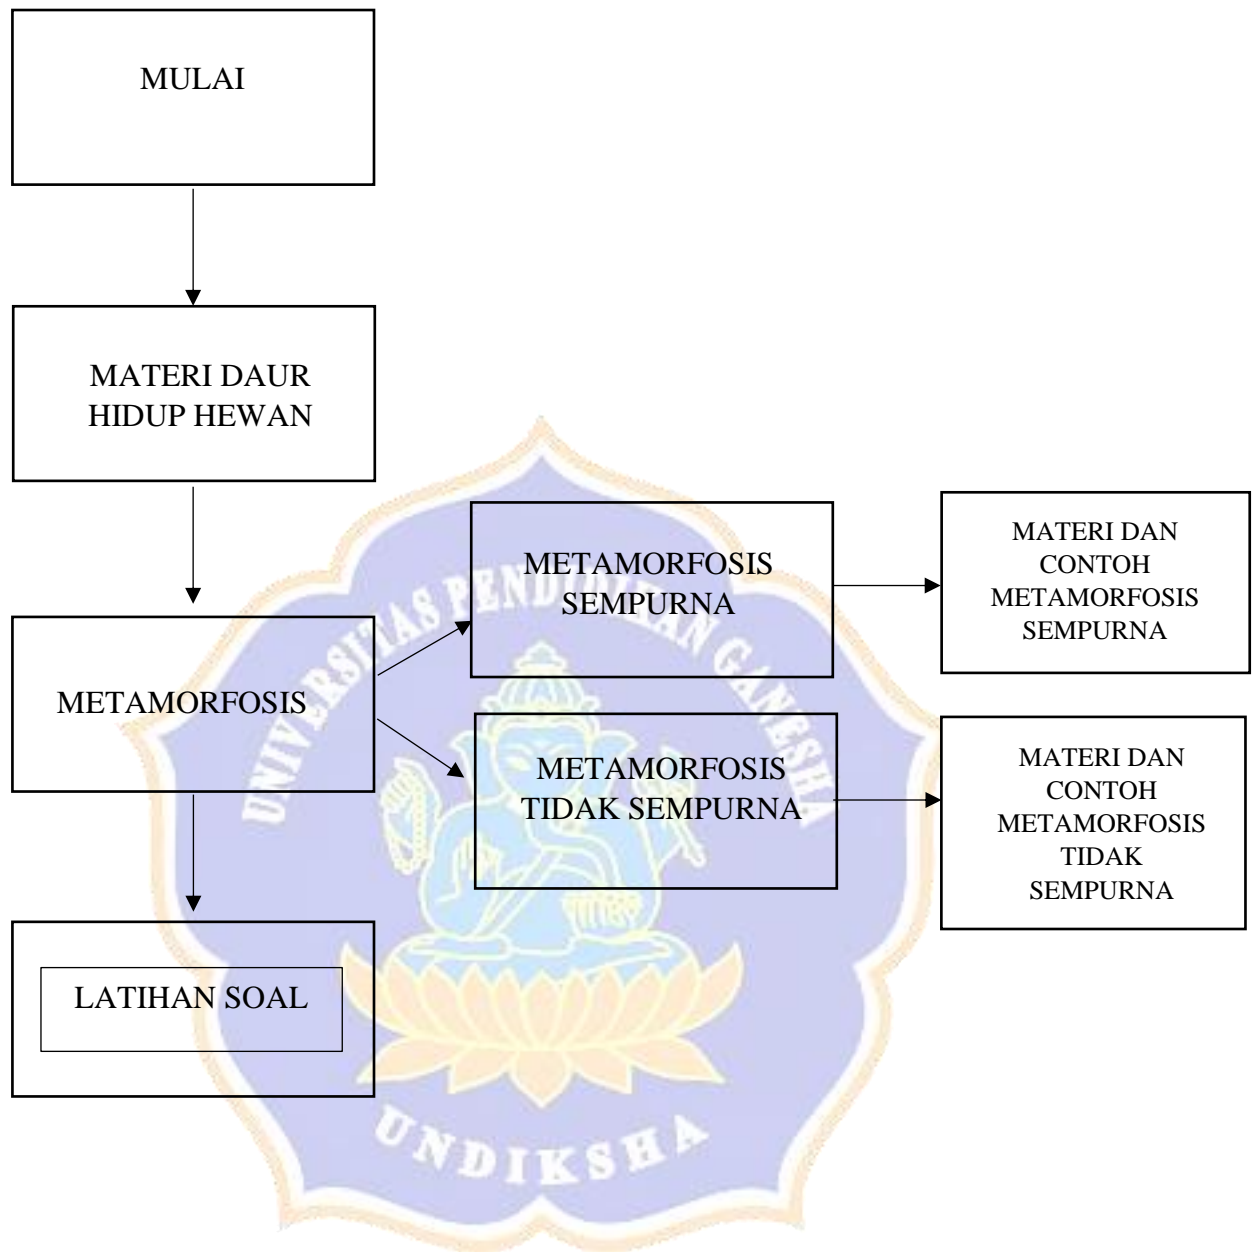 MULAI
MATERI DAUR
HIDUP HEWAN
METAMORFOSIS
SEMPURNA
MATERI DAN
CONTOH
METAMORFOSIS
SEMPURNA
METAMORFOSIS
METAMORFOSIS
TIDAK SEMPURNA
MATERI DAN
CONTOH
METAMORFOSIS
TIDAK
SEMPURNA
LATIHAN SOAL
UNIVERSITAS PENDIDIKAN GANESHA
UNDIKSHA